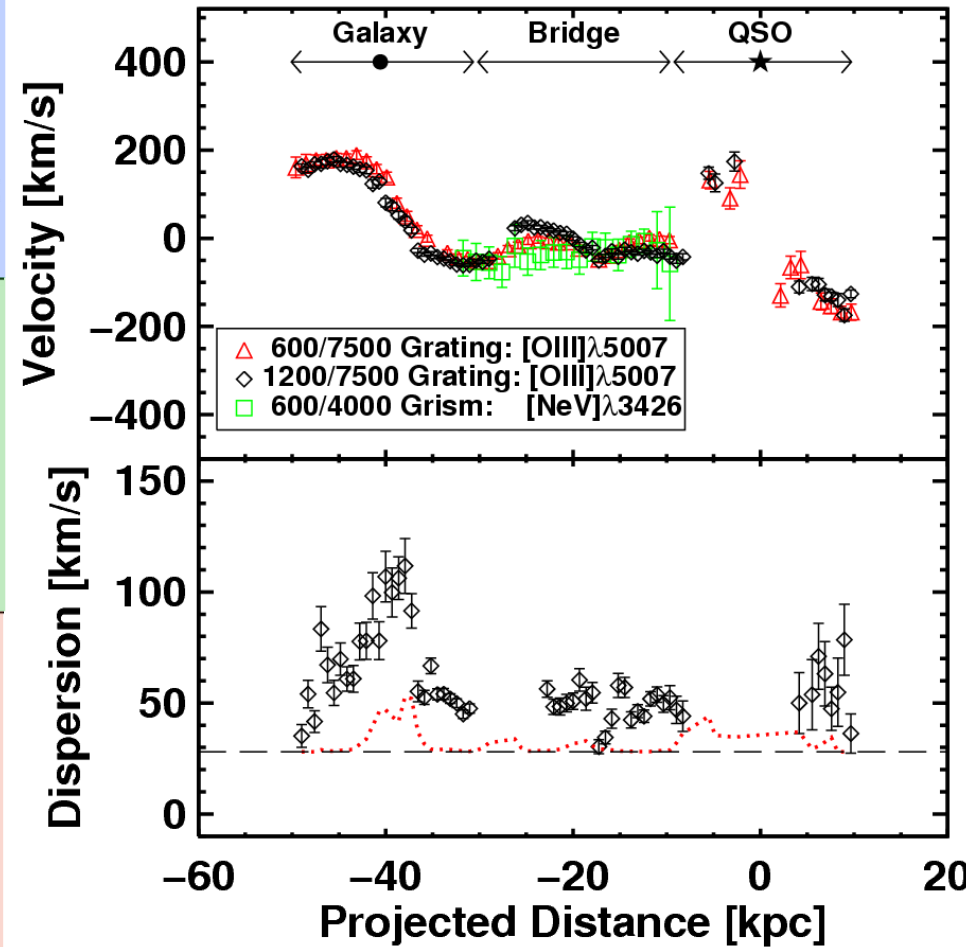 Galaxy Bridge QSO
400
200
0
−200
−400
Velocity [km/s]
600/7500 Grating: [OIII]λ5007
1200/7500 Grating: [OIII]λ5007
600/4000 Grism: [NeV]λ3426
150
100
50
0
Dispersion [km/s]
−60 −40 −20 0 20
Projected Distance [kpc]